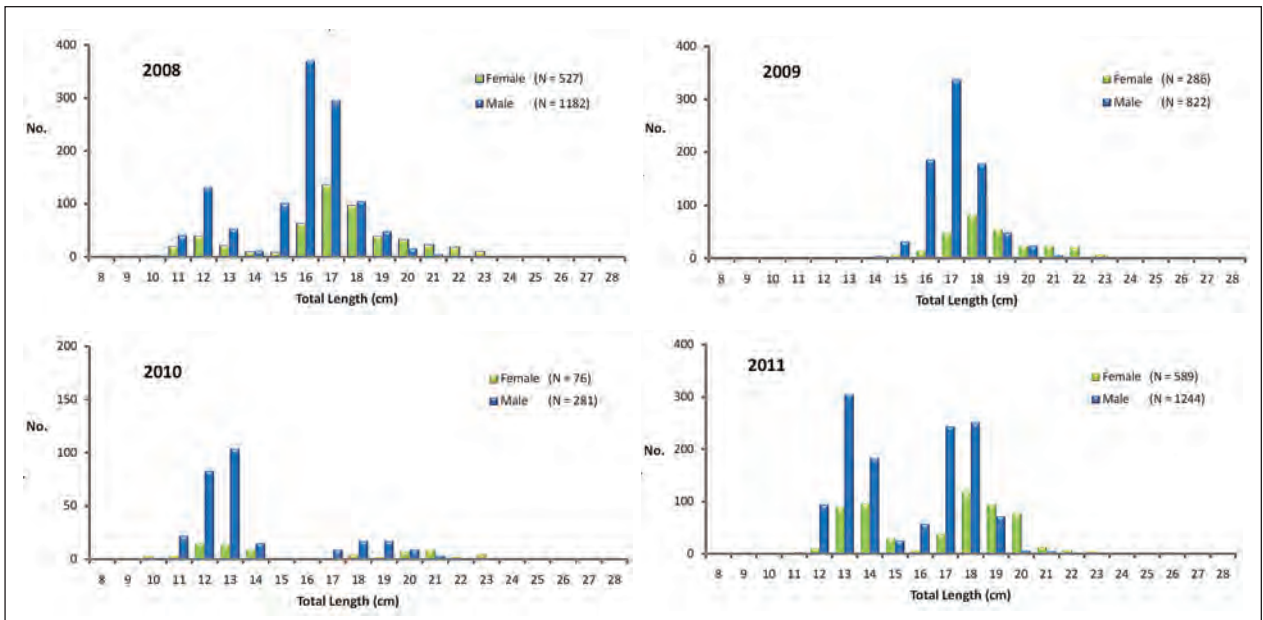 400
2008
Female (N = 527)
300
Male (N = 1182)
No.
200
100
0
8 9 10 11 12 13 14 15 16 17 18 19 20 21 22 23 24 25 26 27 28
Total Length (cm)
400
2009
Female (N = 286)
300
Male (N = 822)
No.
200
100
0
8 9 10 11 12 13 14 15 16 17 18 19 20 21 22 23 24 25 26 27 28
Total Length (cm)
200
2010
Female (N = 76)
150
Male (N = 281)
No.
100
50
0
8 9 10 11 12 13 14 15 16 17 18 19 20 21 22 23 24 25 26 27 28
Total Length (cm)
400
2011
Female (N = 589)
300
Male (N = 1244)
No.
200
100
0
8 9 10 11 12 13 14 15 16 17 18 19 20 21 22 23 24 25 26 27 28
Total Length (cm)